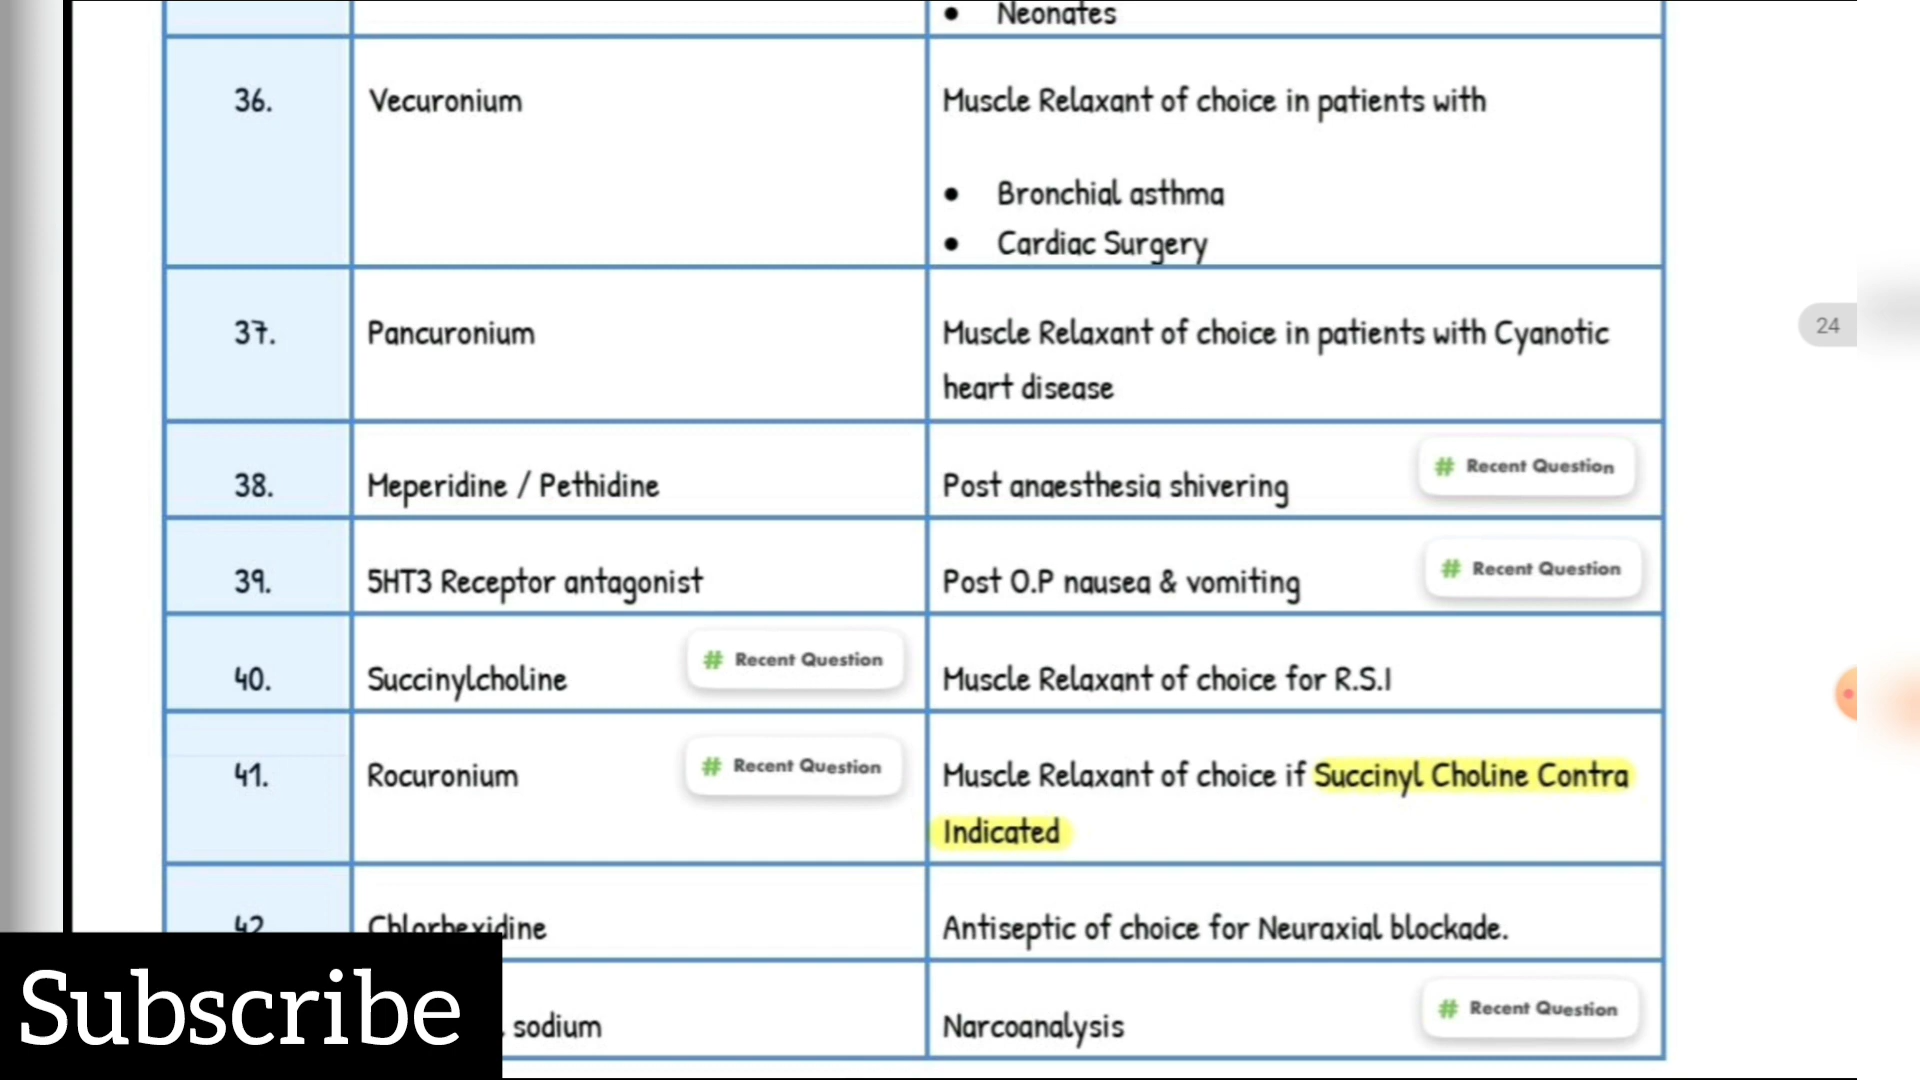 Neonates
36.
Vecuronium
Muscle Relaxant of choice in patients with
• Bronchial asthma
• Cardiac Surgery
37.
Pancuronium
Muscle Relaxant of choice in patients with Cyanotic
heart disease
24
38.
Meperidine / Pethidine
Post anaesthesia shivering
# Recent Question
39.
5HT3 Receptor antagonist
Post O.P nausea & vomiting
# Recent Question
40.
Succinylcholine
# Recent Question
Muscle Relaxant of choice for R.S.I
41.
Rocuronium
# Recent Question
Muscle Relaxant of choice if Succinyl Choline Contra
Indicated
42
Chlorhexidine
Antiseptic of choice for Neuraxial blockade.
sodium
Narcoanalysis
# Recent Question
Subscribe